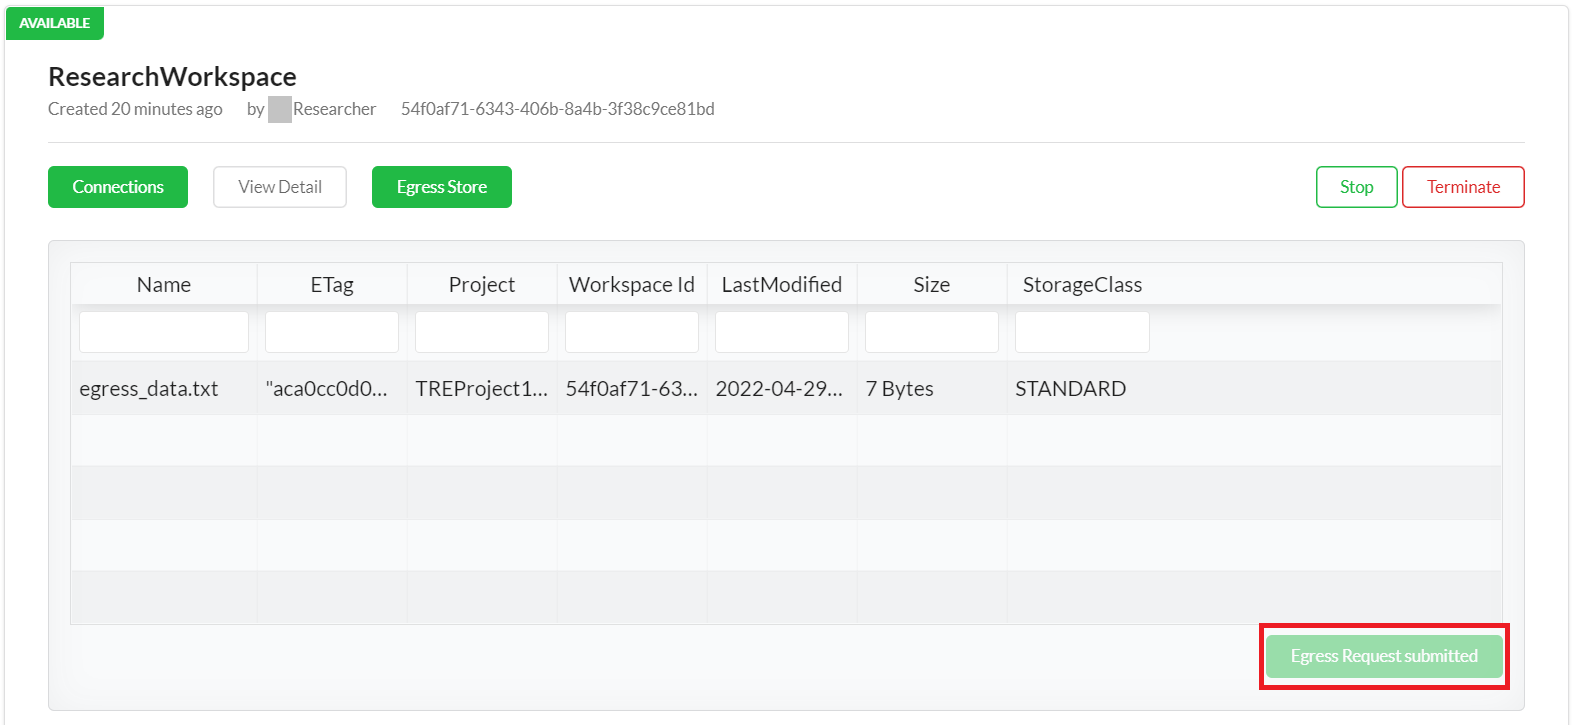 AVAILABLE
ResearchWorkspace
Created 20 minutes ago by Researcher 54f0af71-6343-406b-8a4b-3f38c9ce81bd
Connections View Detail Egress Store Stop Terminate
Name ETag Project Workspace Id LastModified Size StorageClass
egress_data.txt "aca0cc0d0... TREProject1... 54f0af71-63... 2022-04-29... 7 Bytes STANDARD
Egress Request submitted